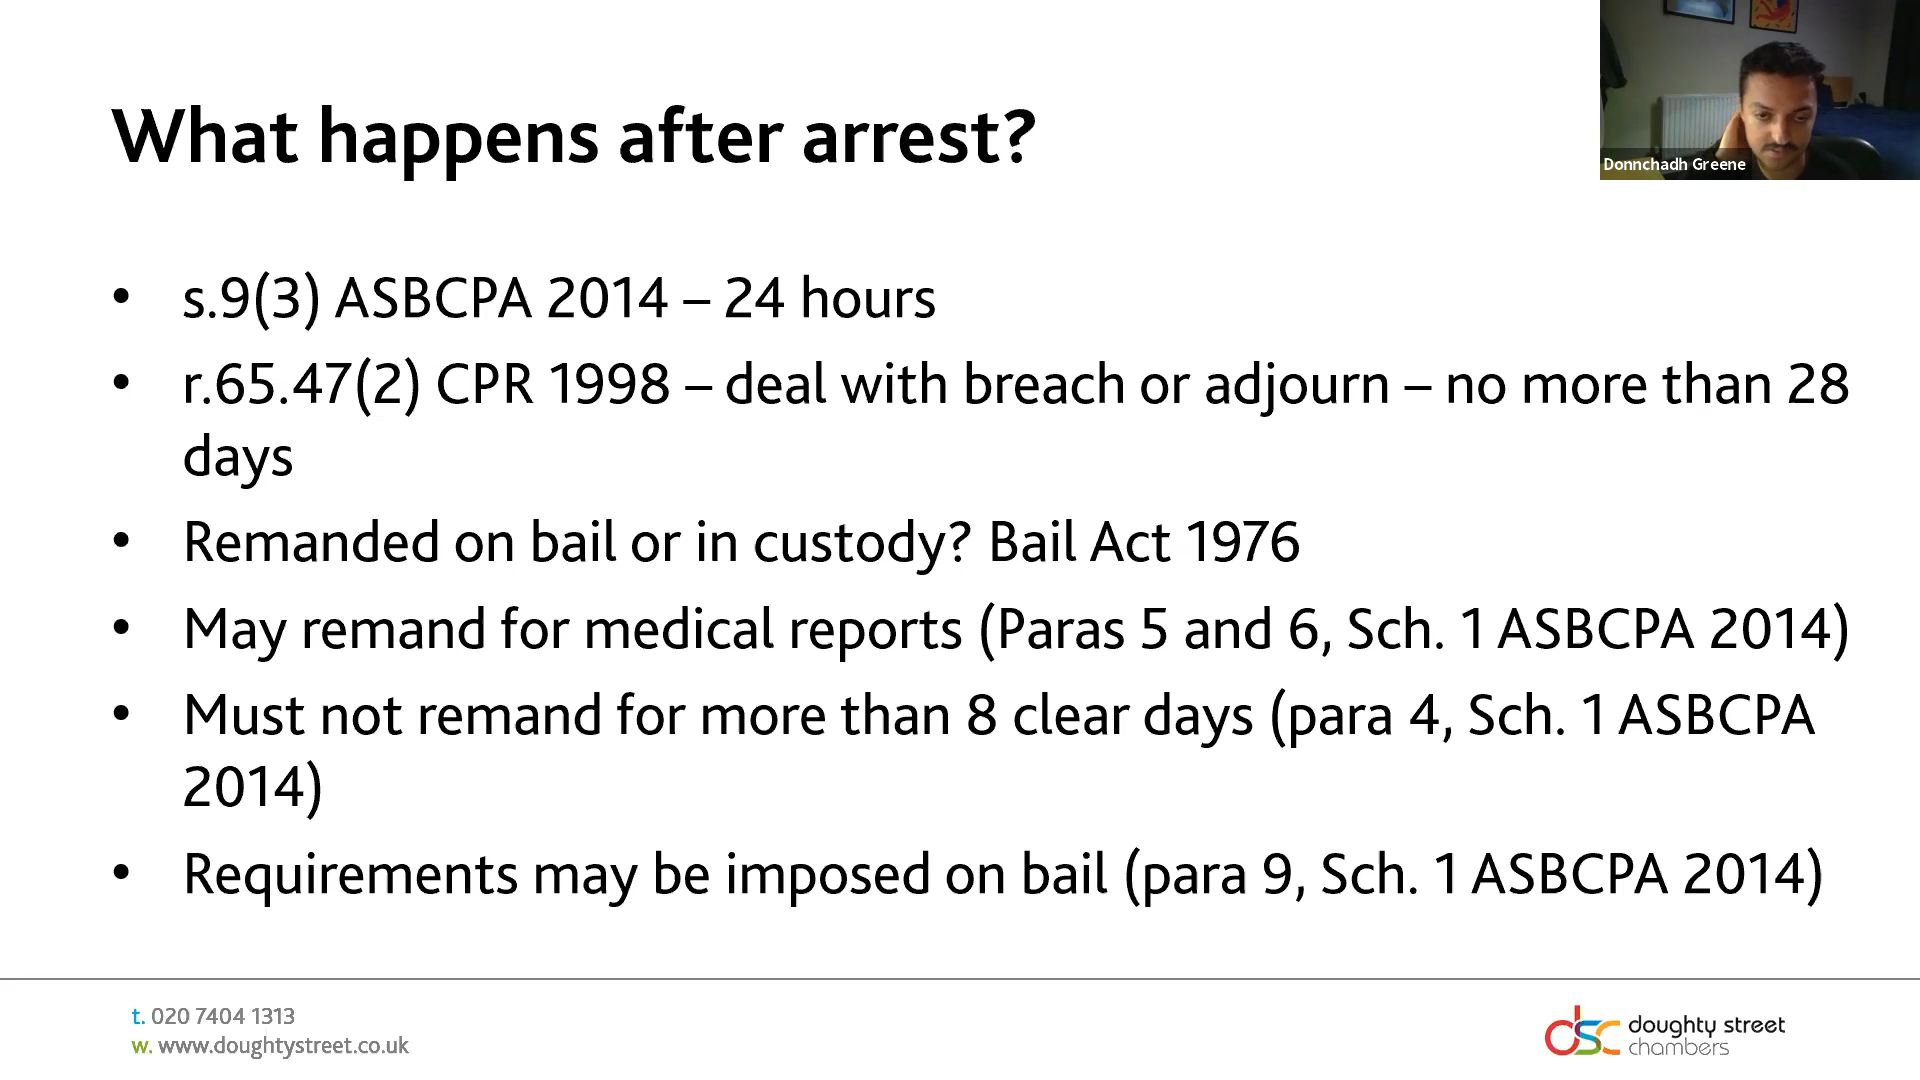 What happens after arrest?
Donnchadh Greene
• s.9(3) ASBCPA 2014 – 24 hours
• r.65.47(2) CPR 1998 – deal with breach or adjourn – no more than 28
days
• Remanded on bail or in custody? Bail Act 1976
• May remand for medical reports (Paras 5 and 6, Sch. 1 ASBCPA 2014)
• Must not remand for more than 8 clear days (para 4, Sch. 1 ASBCPA
2014)
• Requirements may be imposed on bail (para 9, Sch. 1 ASBCPA 2014)
t. 020 7404 1313
w. www.doughtystreet.co.uk
dsc doughty street
chambers